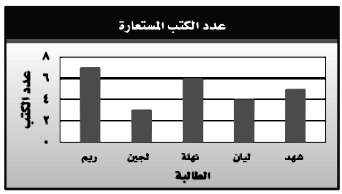 عدد الكتب المستعارة
عدد الكتب
٨
٦
٤
٢
٠
ريم لجين نهلة ليان شهد
الطالبة